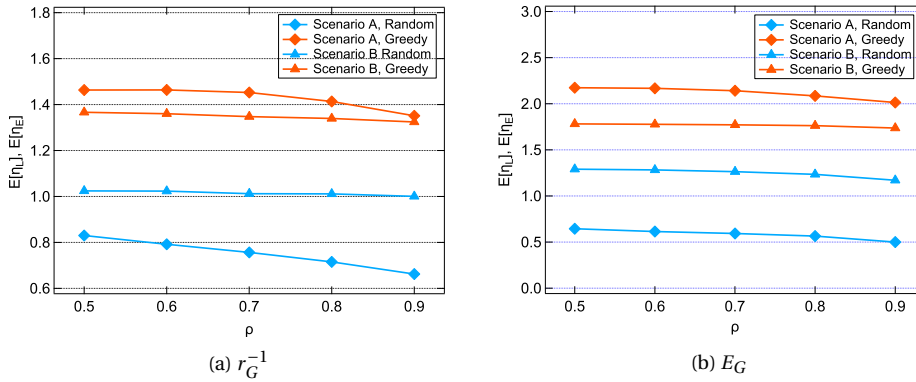 1.8
1.6
1.4
1.2
1.0
0.8
0.6
E[η_L], E[η_E]
Scenario A, Random
Scenario A, Greedy
Scenario B Random
Scenario B, Greedy
0.5 0.6 0.7 0.8 0.9
ρ
(a) r_G^{-1}
3.0
2.5
2.0
1.5
1.0
0.5
0.0
E[η_L], E[η_E]
Scenario A, Random
Scenario A, Greedy
Scenario B, Random
Scenario B, Greedy
0.5 0.6 0.7 0.8 0.9
ρ
(b) E_G